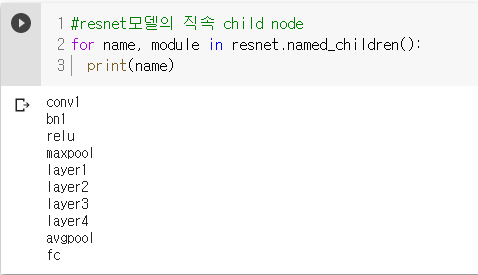 1 #resnet모델의 직속 child node
2 for name, module in resnet.named_children():
3 print(name)
conv1
bn1
relu
maxpool
layer1
layer2
layer3
layer4
avgpool
fc